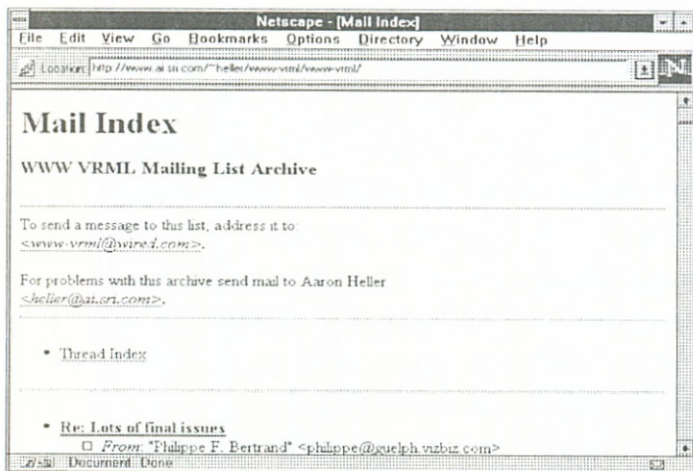 Netscape - [Mail Index]
File Edit View Go Bookmarks Options Directory Window Help
Location: http://www.ai.sri.com/~heller/www-vrml/www-vrml/
N
Mail Index
WWW VRML Mailing List Archive
To send a message to this list, address it to:
<www-vrml@wired.com>.
For problems with this archive send mail to Aaron Heller
<heller@ai.sri.com>.
• Thread Index
• Re: Lots of final issues
□ From: "Philippe F. Bertrand" <philippe@guelph.vizbiz.com>
Document: Done